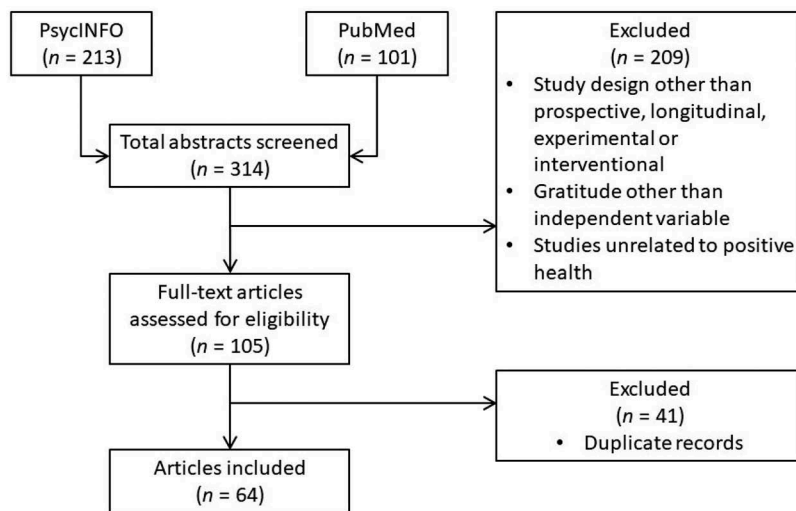 PsycINFO
(n = 213)
PubMed
(n = 101)
Total abstracts screened
(n = 314)
Excluded
(n = 209)
• Study design other than
prospective, longitudinal,
experimental or
interventional
• Gratitude other than
independent variable
• Studies unrelated to positive
health
Full-text articles
assessed for eligibility
(n = 105)
Excluded
(n = 41)
• Duplicate records
Articles included
(n = 64)